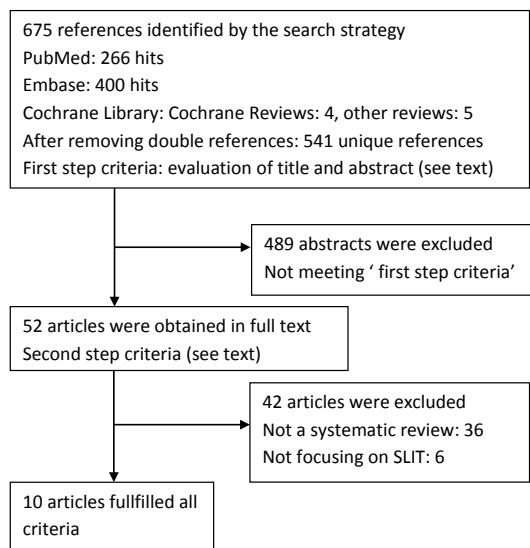 675 references identified by the search strategy
PubMed: 266 hits
Embase: 400 hits
Cochrane Library: Cochrane Reviews: 4, other reviews: 5
After removing double references: 541 unique references
First step criteria: evaluation of title and abstract (see text)
489 abstracts were excluded
Not meeting ‘ first step criteria’
52 articles were obtained in full text
Second step criteria (see text)
42 articles were excluded
Not a systematic review: 36
Not focusing on SLIT: 6
10 articles fullfilled all
criteria